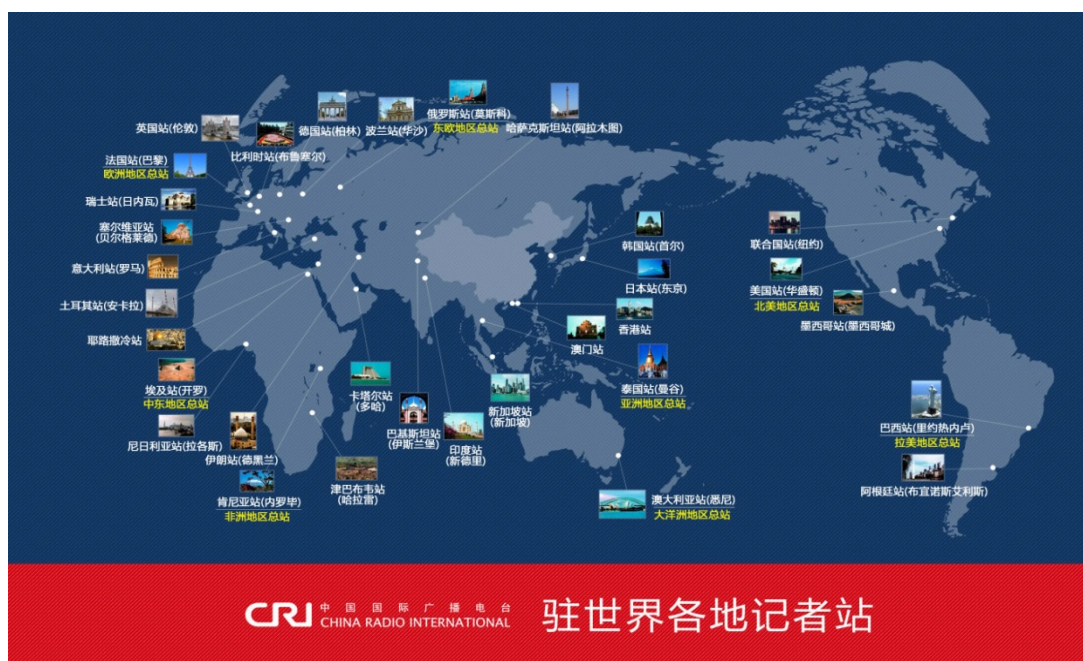 英国站(伦敦)
比利时站(布鲁塞尔)
德国站(柏林)
波兰站(华沙)
俄罗斯站(莫斯科)
东欧地区总站
哈萨克斯坦站(阿拉木图)
法国站(巴黎)
欧洲地区总站
瑞士站(日内瓦)
塞尔维亚站
(贝尔格莱德)
意大利站(罗马)
土耳其站(安卡拉)
耶路撒冷站
埃及站(开罗)
中东地区总站
尼日利亚站(拉各斯)
伊朗站(德黑兰)
肯尼亚站(内罗毕)
非洲地区总站
津巴布韦站
(哈拉雷)
卡塔尔站
(多哈)
巴基斯坦站
(伊斯兰堡)
印度站
(新德里)
新加坡站
(新加坡)
韩国站(首尔)
日本站(东京)
香港站
澳门站
泰国站(曼谷)
亚洲地区总站
澳大利亚站(悉尼)
大洋洲地区总站
联合国站(纽约)
美国站(华盛顿)
北美地区总站
墨西哥站(墨西哥城)
巴西站(里约热内卢)
拉美地区总站
阿根廷站(布宜诺斯艾利斯)
CRI 中国国际广播电台
CHINA RADIO INTERNATIONAL
驻世界各地记者站